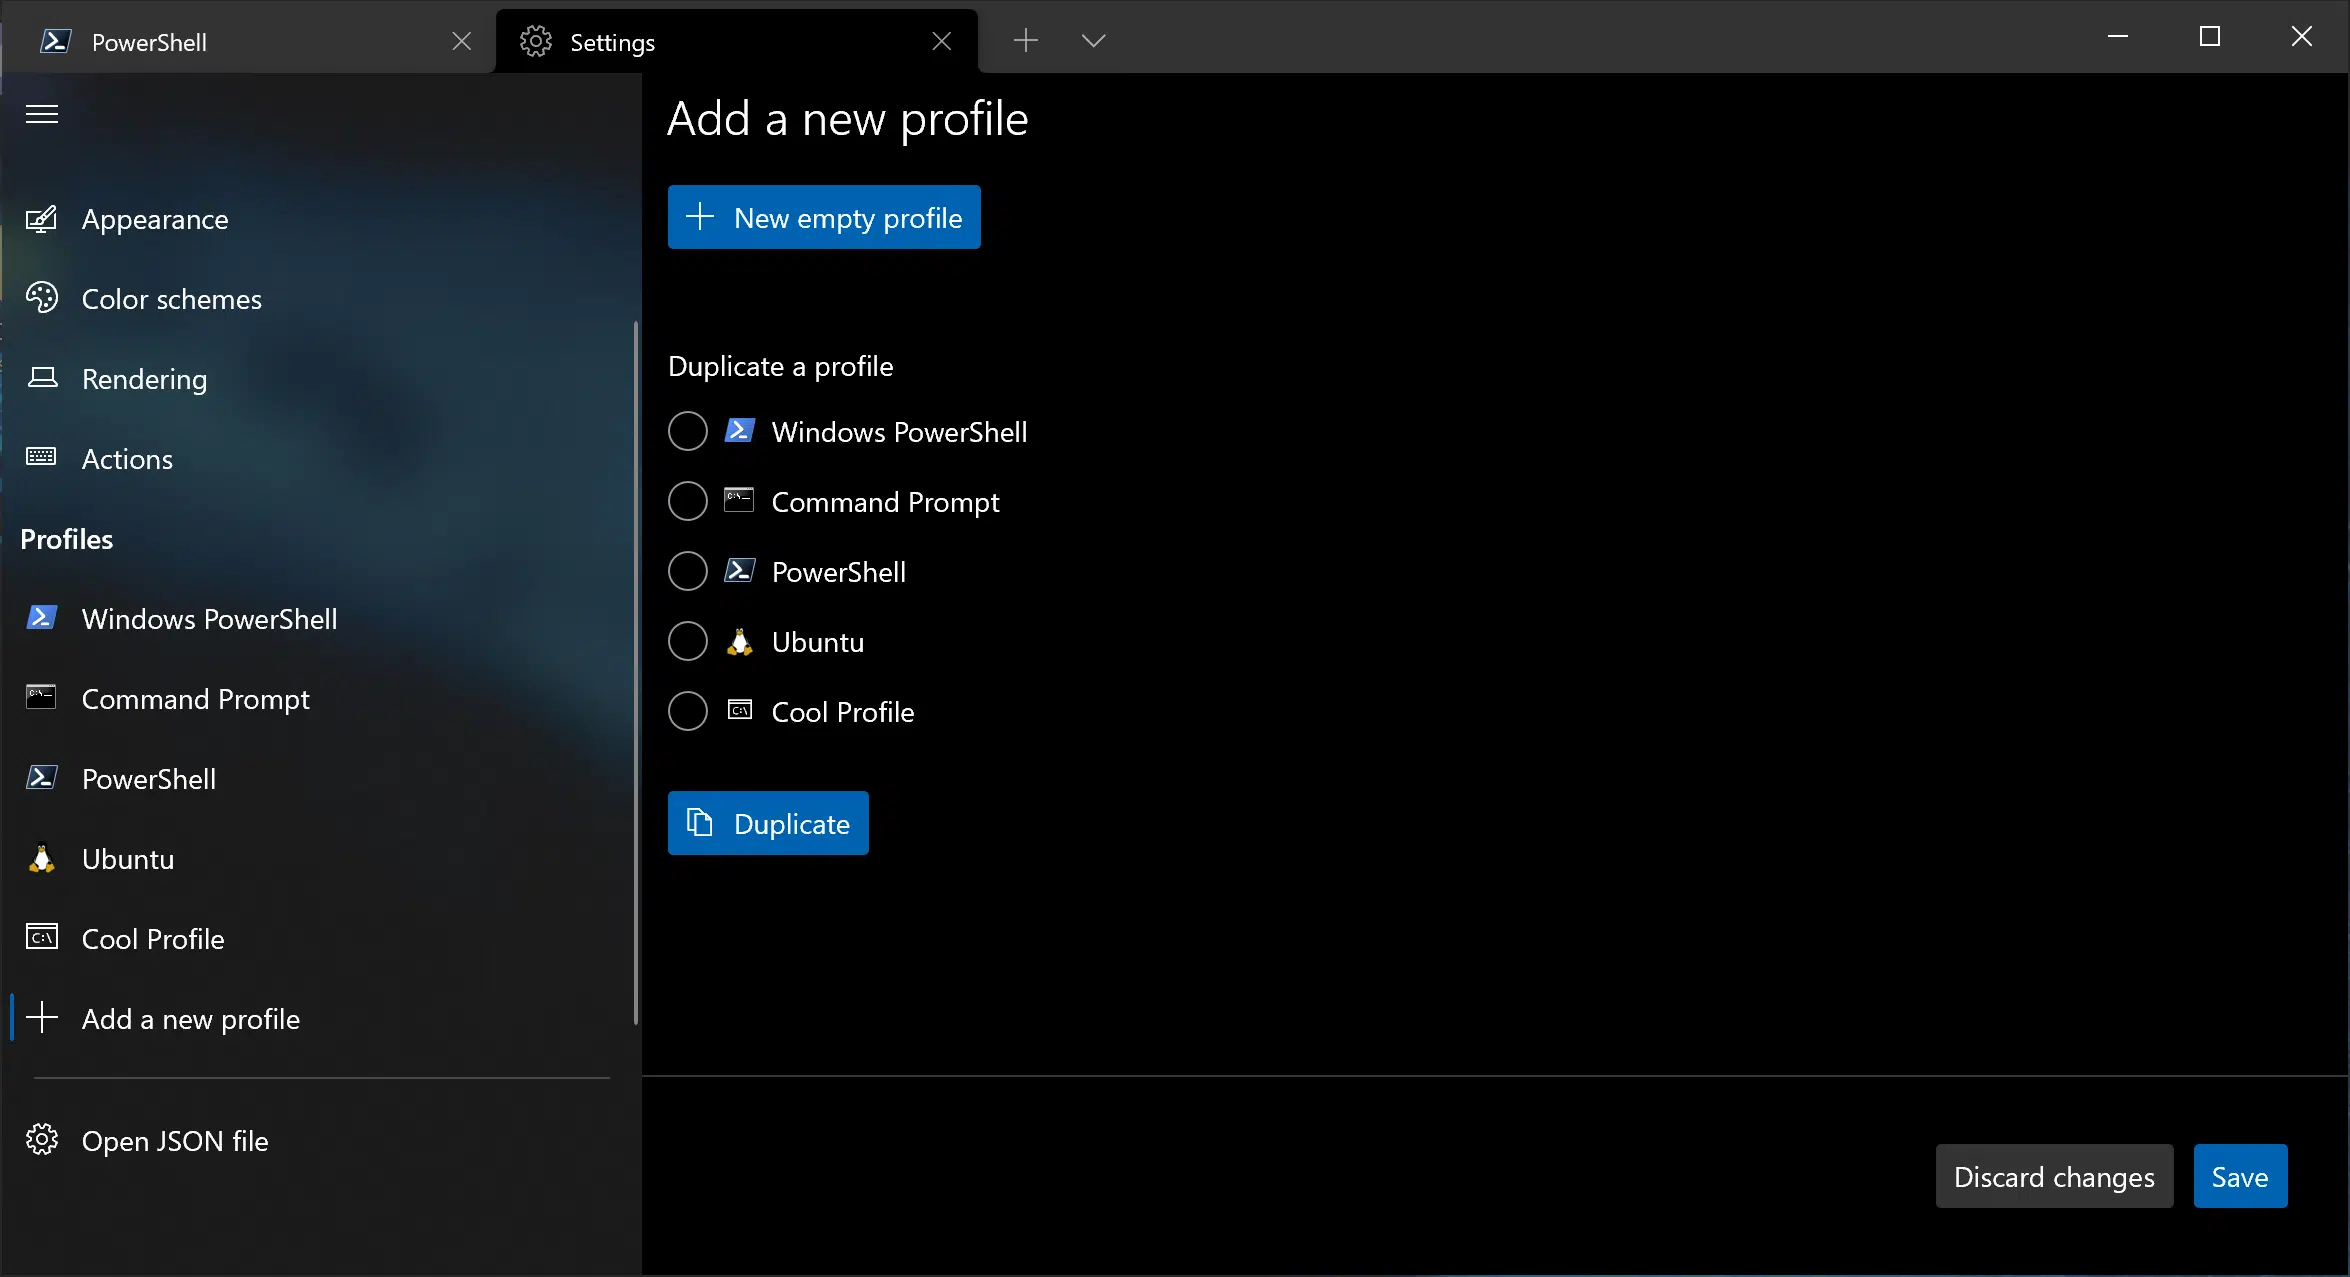 PowerShell
Settings
Appearance
Color schemes
Rendering
Actions
Profiles
Windows PowerShell
Command Prompt
PowerShell
Ubuntu
Cool Profile
Add a new profile
Open JSON file
Add a new profile
New empty profile
Duplicate a profile
Windows PowerShell
Command Prompt
PowerShell
Ubuntu
Cool Profile
Duplicate
Discard changes
Save